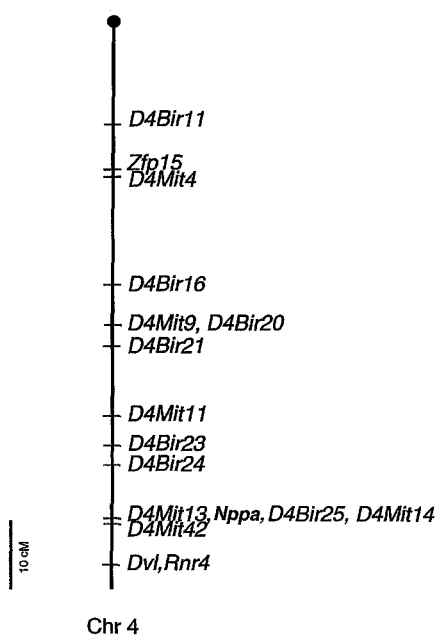 D4Bir11
Zfp15
D4Mit4
D4Bir16
D4Mit9, D4Bir20
D4Bir21
D4Mit11
D4Bir23
D4Bir24
D4Mit13, Nppa, D4Bir25, D4Mit14
D4Mit42
Dvl, Rnr4
10 cM
Chr 4